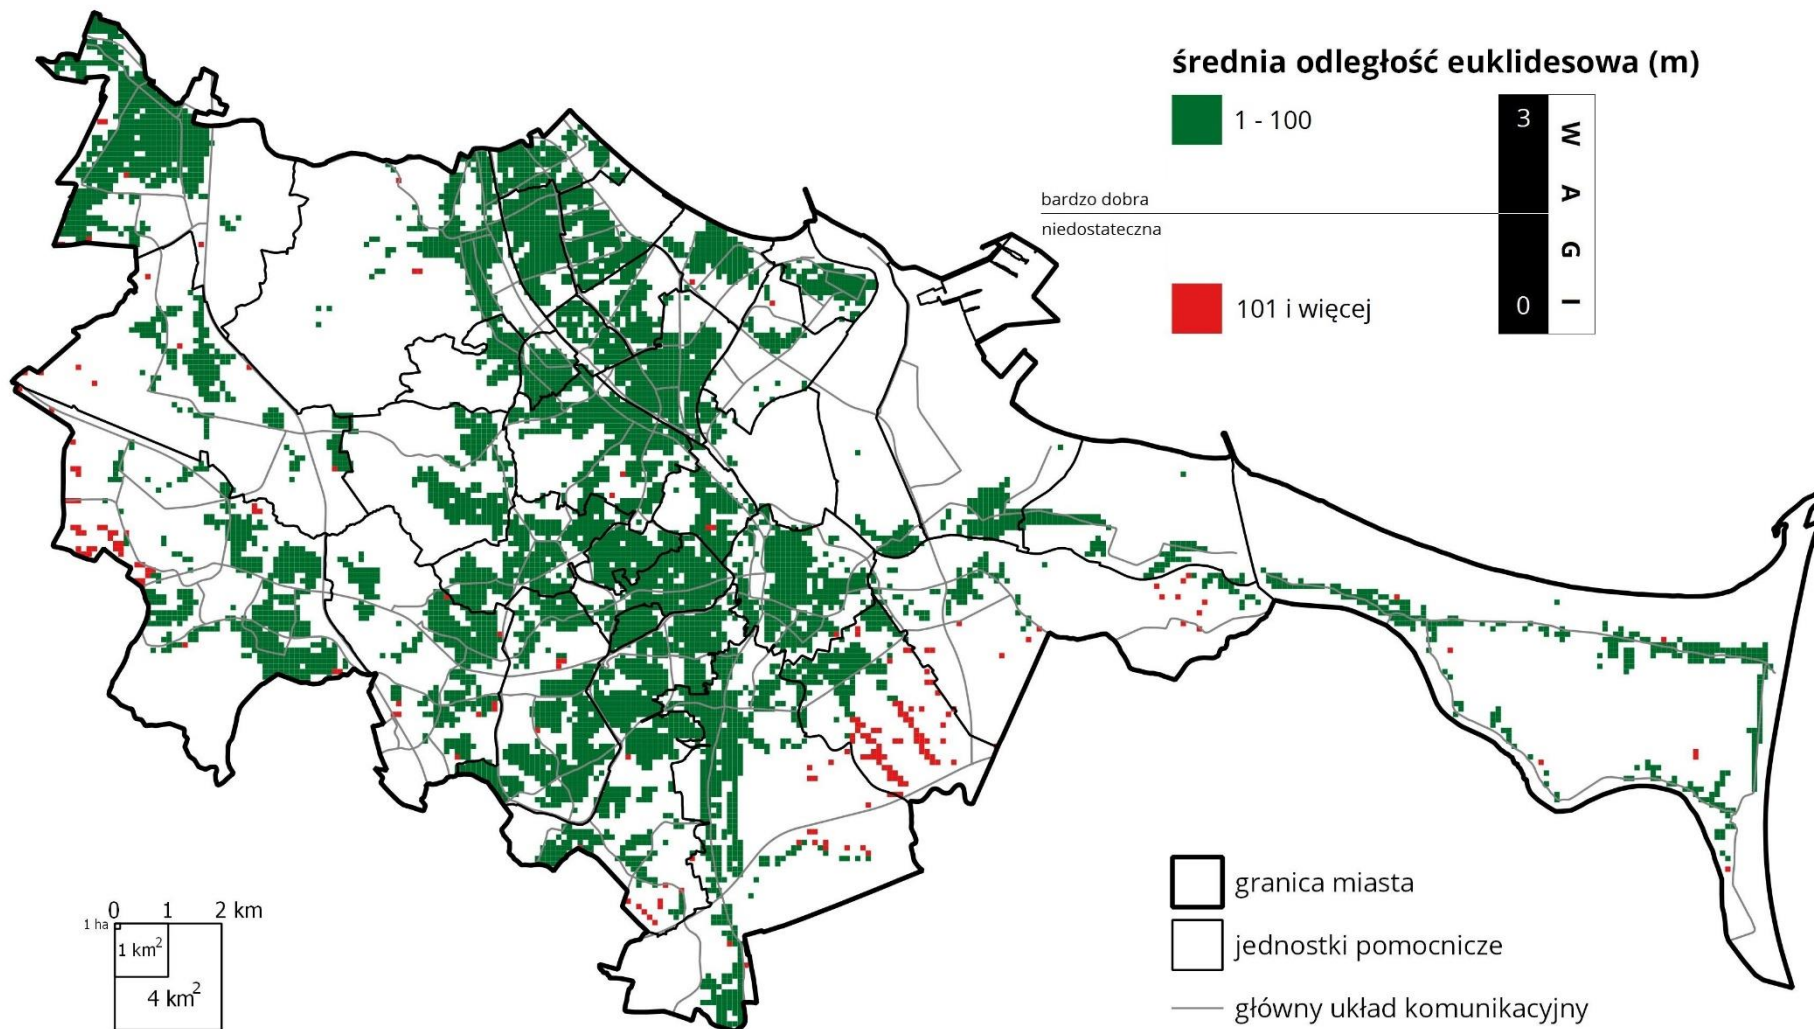 średnia odległość euklidesowa (m)
1 - 100
3
W A G I
bardzo dobra
niedostateczna
101 i więcej
0
0 1 2 km
1 ha
1 km²
4 km²
granica miasta
jednostki pomocnicze
główny układ komunikacyjny